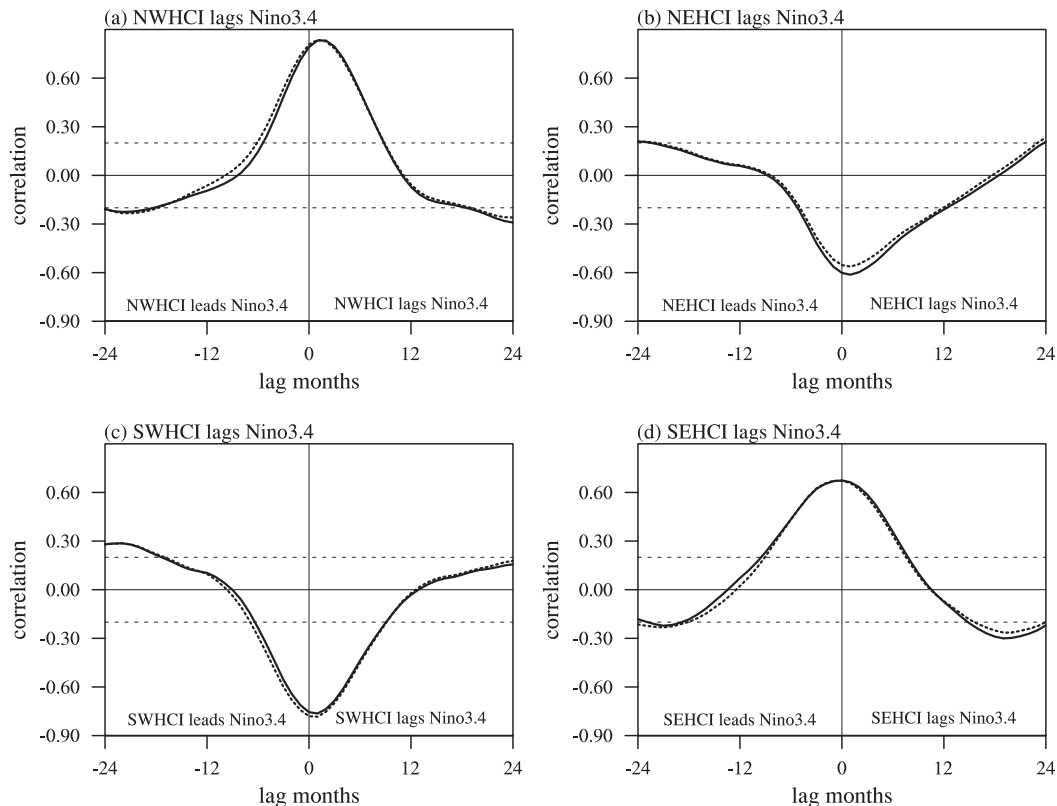 (a) NWHCI lags Nino3.4
correlation
0.60
0.30
0.00
-0.30
-0.60
-0.90
NWHCI leads Nino3.4
NWHCI lags Nino3.4
-24
-12
0
12
24
lag months
(b) NEHCI lags Nino3.4
correlation
0.60
0.30
0.00
-0.30
-0.60
-0.90
NEHCI leads Nino3.4
NEHCI lags Nino3.4
-24
-12
0
12
24
lag months
(c) SWHCI lags Nino3.4
correlation
0.60
0.30
0.00
-0.30
-0.60
-0.90
SWHCI leads Nino3.4
SWHCI lags Nino3.4
-24
-12
0
12
24
lag months
(d) SEHCI lags Nino3.4
correlation
0.60
0.30
0.00
-0.30
-0.60
-0.90
SEHCI leads Nino3.4
SEHCI lags Nino3.4
-24
-12
0
12
24
lag months